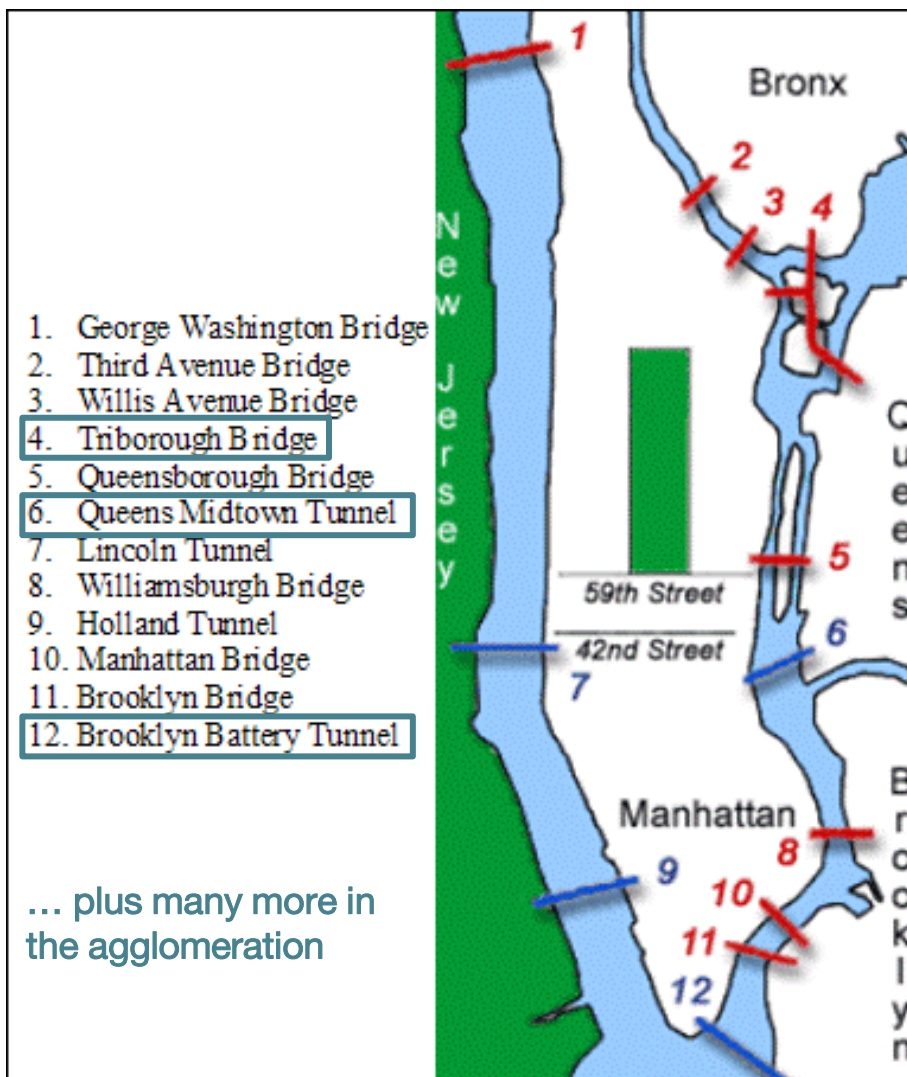 1. George Washington Bridge
2. Third Avenue Bridge
3. Willis Avenue Bridge
4. Triborough Bridge
5. Queensborough Bridge
6. Queens Midtown Tunnel
7. Lincoln Tunnel
8. Williamsburgh Bridge
9. Holland Tunnel
10. Manhattan Bridge
11. Brooklyn Bridge
12. Brooklyn Battery Tunnel
... plus many more in
the agglomeration
1
Bronx
2
3
4
New Jersey
Queens
5
59th Street
6
42nd Street
7
Manhattan
Brooklyn
8
9
10
11
12